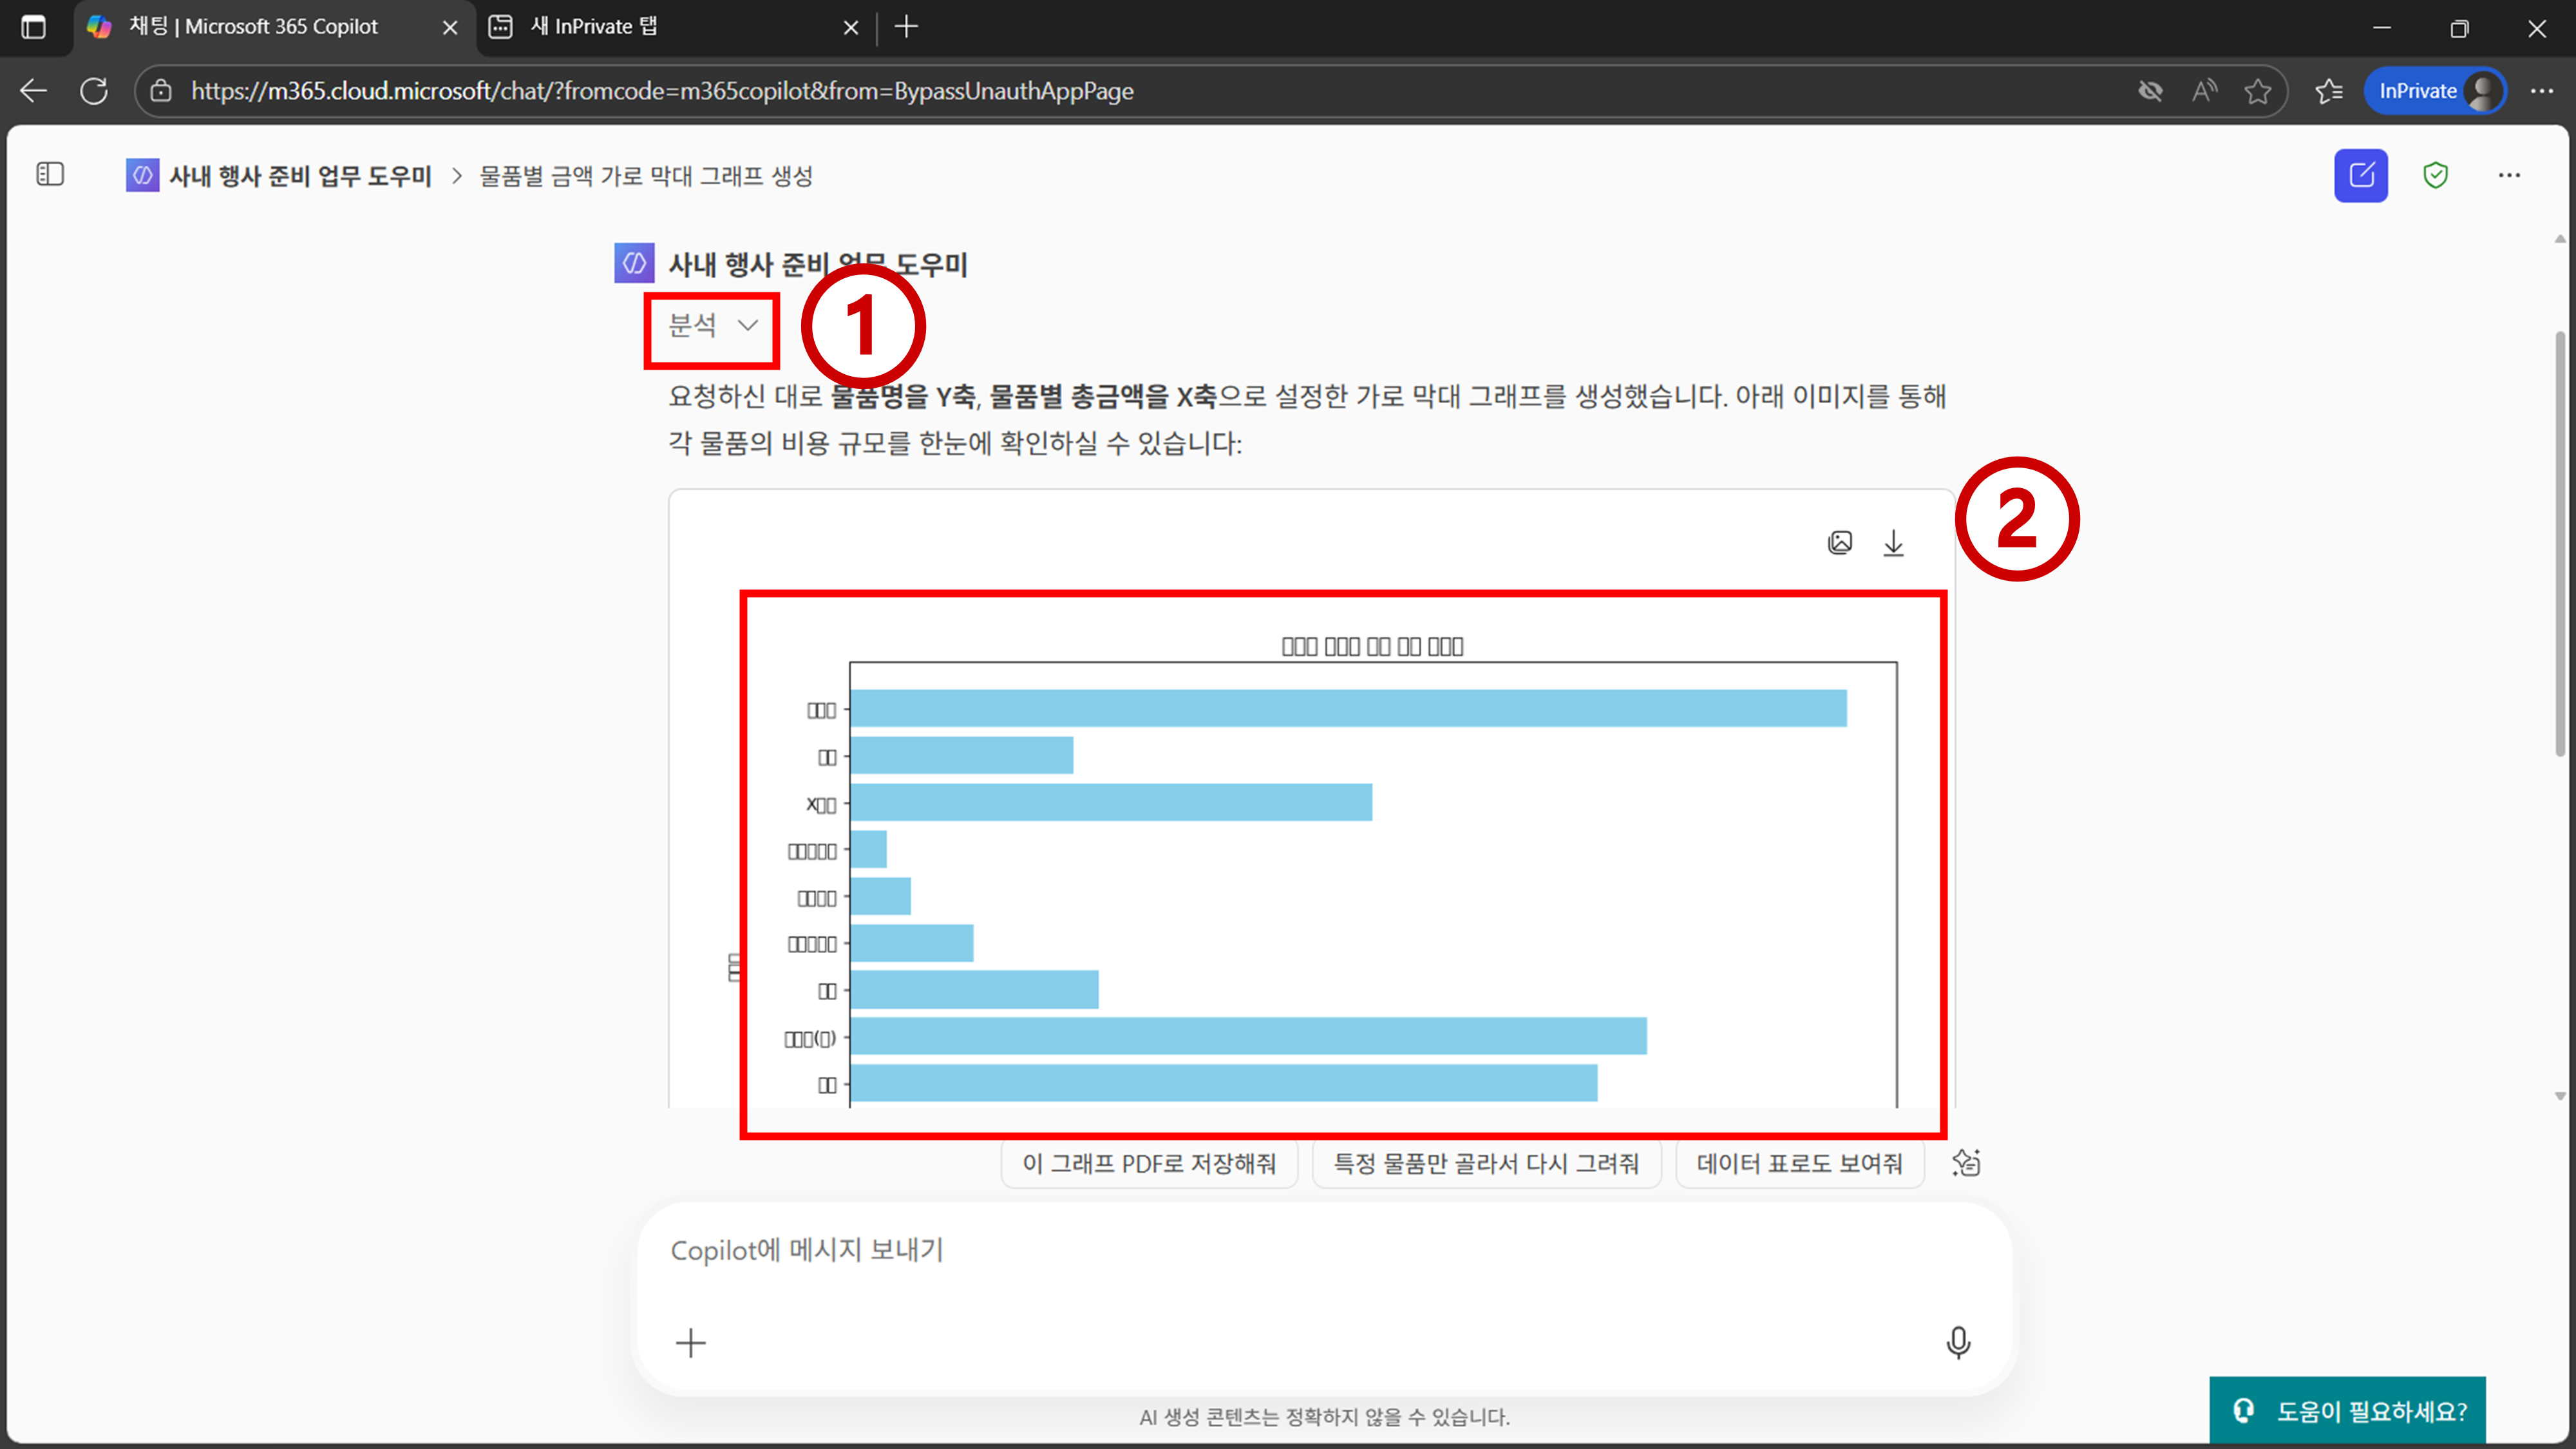 채팅 | Microsoft 365 Copilot
새 InPrivate 탭
https://m365.cloud.microsoft/chat/?fromcode=m365copilot&from=BypassUnauthAppPage
InPrivate
사내 행사 준비 업무 도우미 > 물품별 금액 가로 막대 그래프 생성
사내 행사 준비 업무 도우미
분석
1
요청하신 대로 물품명을 Y축, 물품별 총금액을 X축으로 설정한 가로 막대 그래프를 생성했습니다. 아래 이미지를 통해
각 물품의 비용 규모를 한눈에 확인하실 수 있습니다:
2
이 그래프 PDF로 저장해줘
특정 물품만 골라서 다시 그려줘
데이터 표로도 보여줘
Copilot에 메시지 보내기
AI 생성 콘텐츠는 정확하지 않을 수 있습니다.
도움이 필요하세요?